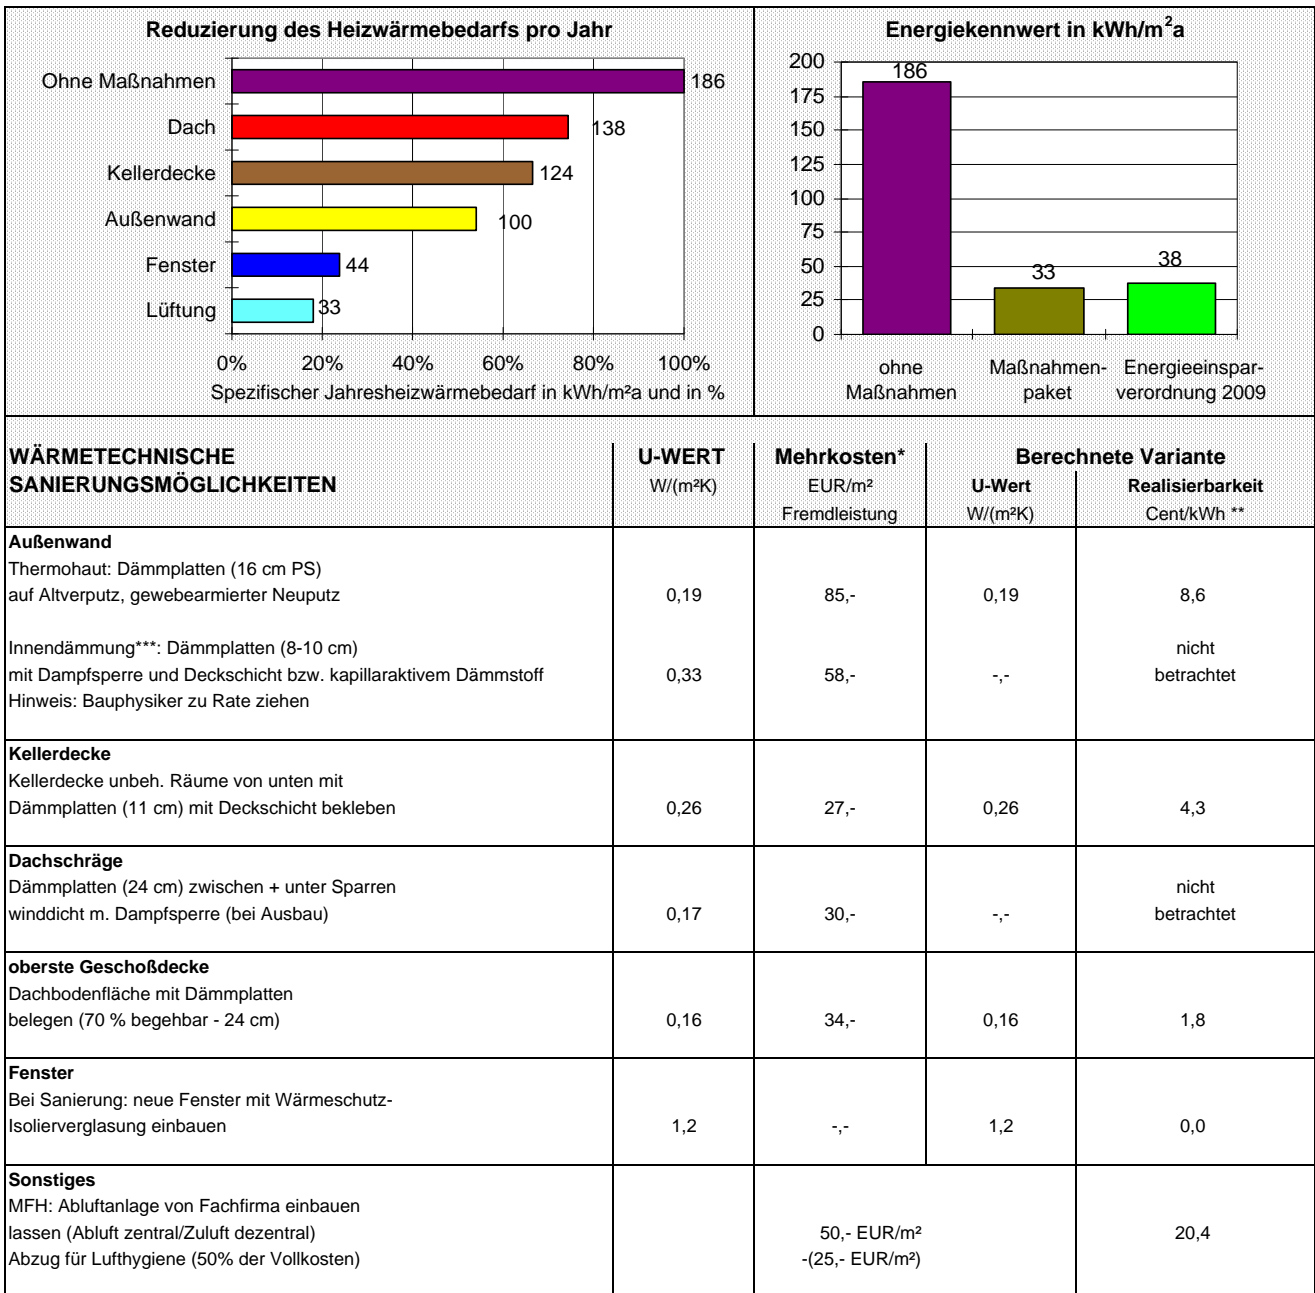 Reduzierung des Heizwärmebedarfs pro Jahr
Ohne Maßnahmen 186
Dach 138
Kellerdecke 124
Außenwand 100
Fenster 44
Lüftung 33
0% 20% 40% 60% 80% 100%
Spezifischer Jahresheizwärmebedarf in kWh/m²a und in %
Energiekennwert in kWh/m²a
200
175
150
125
100
75
50
25
0
186
33
38
ohne Maßnahmen- Energieeinspar-
Maßnahmen paket verordnung 2009
WÄRMETECHNISCHE U-WERT Mehrkosten* Berechnete Variante
SANIERUNGSMÖGLICHKEITEN W/(m²K) EUR/m² U-Wert Realisierbarkeit
Fremdleistung W/(m²K) Cent/kWh **
Außenwand
Thermohaut: Dämmplatten (16 cm PS)
auf Altverputz, gewebearmierter Neuputz 0,19 85,- 0,19 8,6
Innendämmung***: Dämmplatten (8-10 cm) nicht
mit Dampfsperre und Deckschicht bzw. kapillaraktivem Dämmstoff 0,33 58,- -,- betrachtet
Hinweis: Bauphysiker zu Rate ziehen
Kellerdecke
Kellerdecke unbeh. Räume von unten mit
Dämmplatten (11 cm) mit Deckschicht bekleben 0,26 27,- 0,26 4,3
Dachschräge
Dämmplatten (24 cm) zwischen + unter Sparren nicht
winddicht m. Dampfsperre (bei Ausbau) 0,17 30,- -,- betrachtet
oberste Geschoßdecke
Dachbodenfläche mit Dämmplatten
belegen (70 % begehbar - 24 cm) 0,16 34,- 0,16 1,8
Fenster
Bei Sanierung: neue Fenster mit Wärmeschutz-
Isolierverglasung einbauen 1,2 -,- 1,2 0,0
Sonstiges
MFH: Abluftanlage von Fachfirma einbauen
lassen (Abluft zentral/Zuluft dezentral) 50,- EUR/m² 20,4
Abzug für Lufthygiene (50% der Vollkosten) -(25,- EUR/m²)